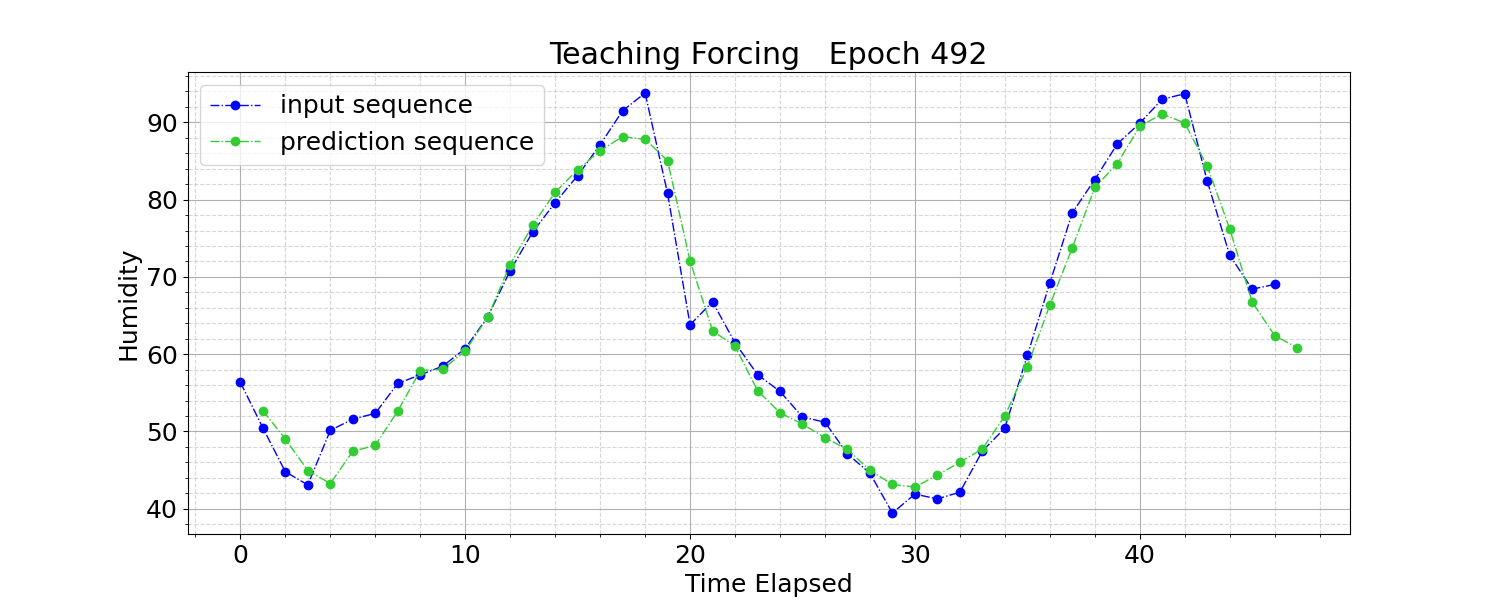 Teaching Forcing   Epoch 492
input sequence
prediction sequence
Humidity
90
80
70
60
50
40
0 10 20 30 40
Time Elapsed